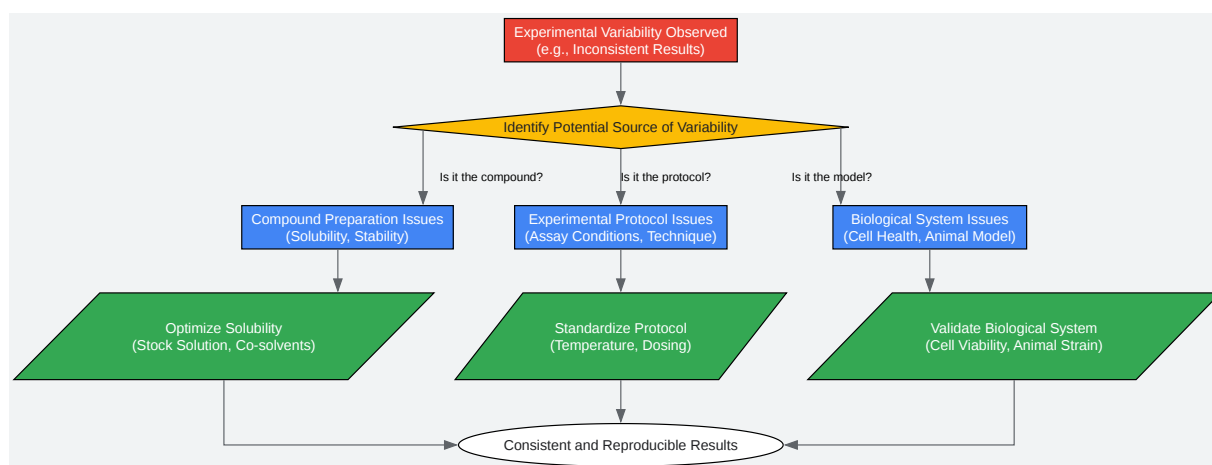 Experimental Variability Observed
(e.g., Inconsistent Results)
Identify Potential Source of Variability
Is it the compound?
Is it the protocol?
Is it the model?
Compound Preparation Issues
(Solubility, Stability)
Experimental Protocol Issues
(Assay Conditions, Technique)
Biological System Issues
(Cell Health, Animal Model)
Optimize Solubility
(Stock Solution, Co-solvents)
Standardize Protocol
(Temperature, Dosing)
Validate Biological System
(Cell Viability, Animal Strain)
Consistent and Reproducible Results